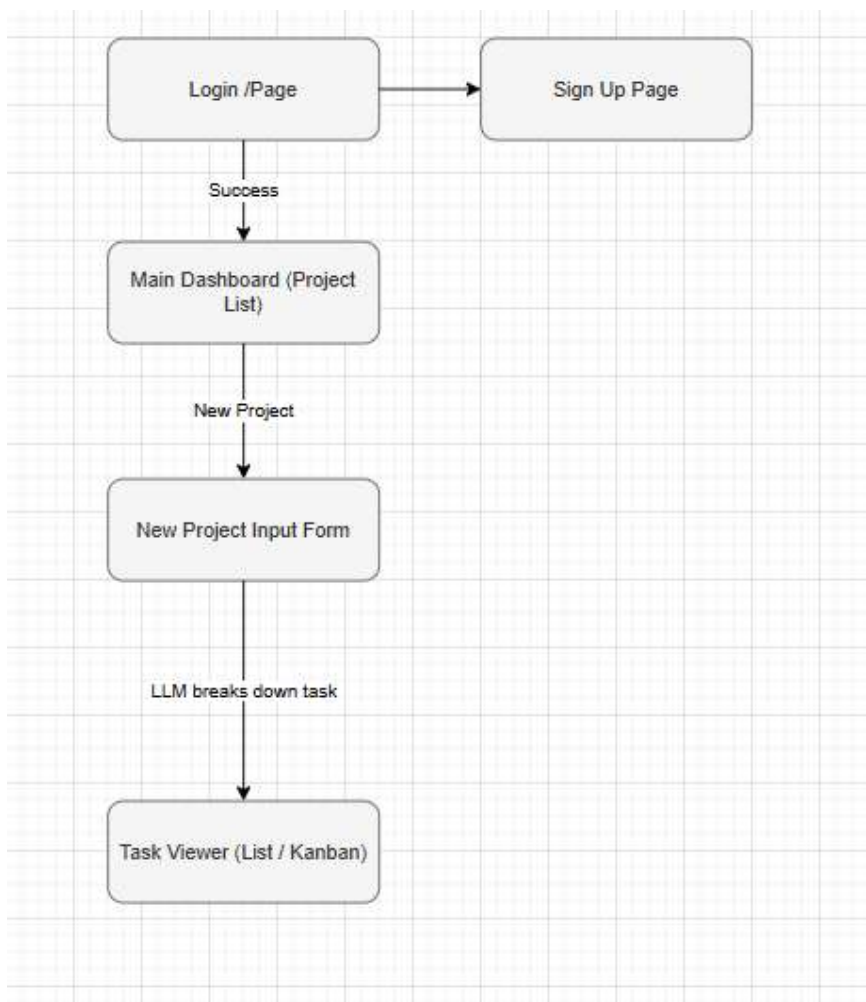 Login /Page
Sign Up Page
Success
Main Dashboard (Project
List)
New Project
New Project Input Form
LLM breaks down task
Task Viewer (List / Kanban)